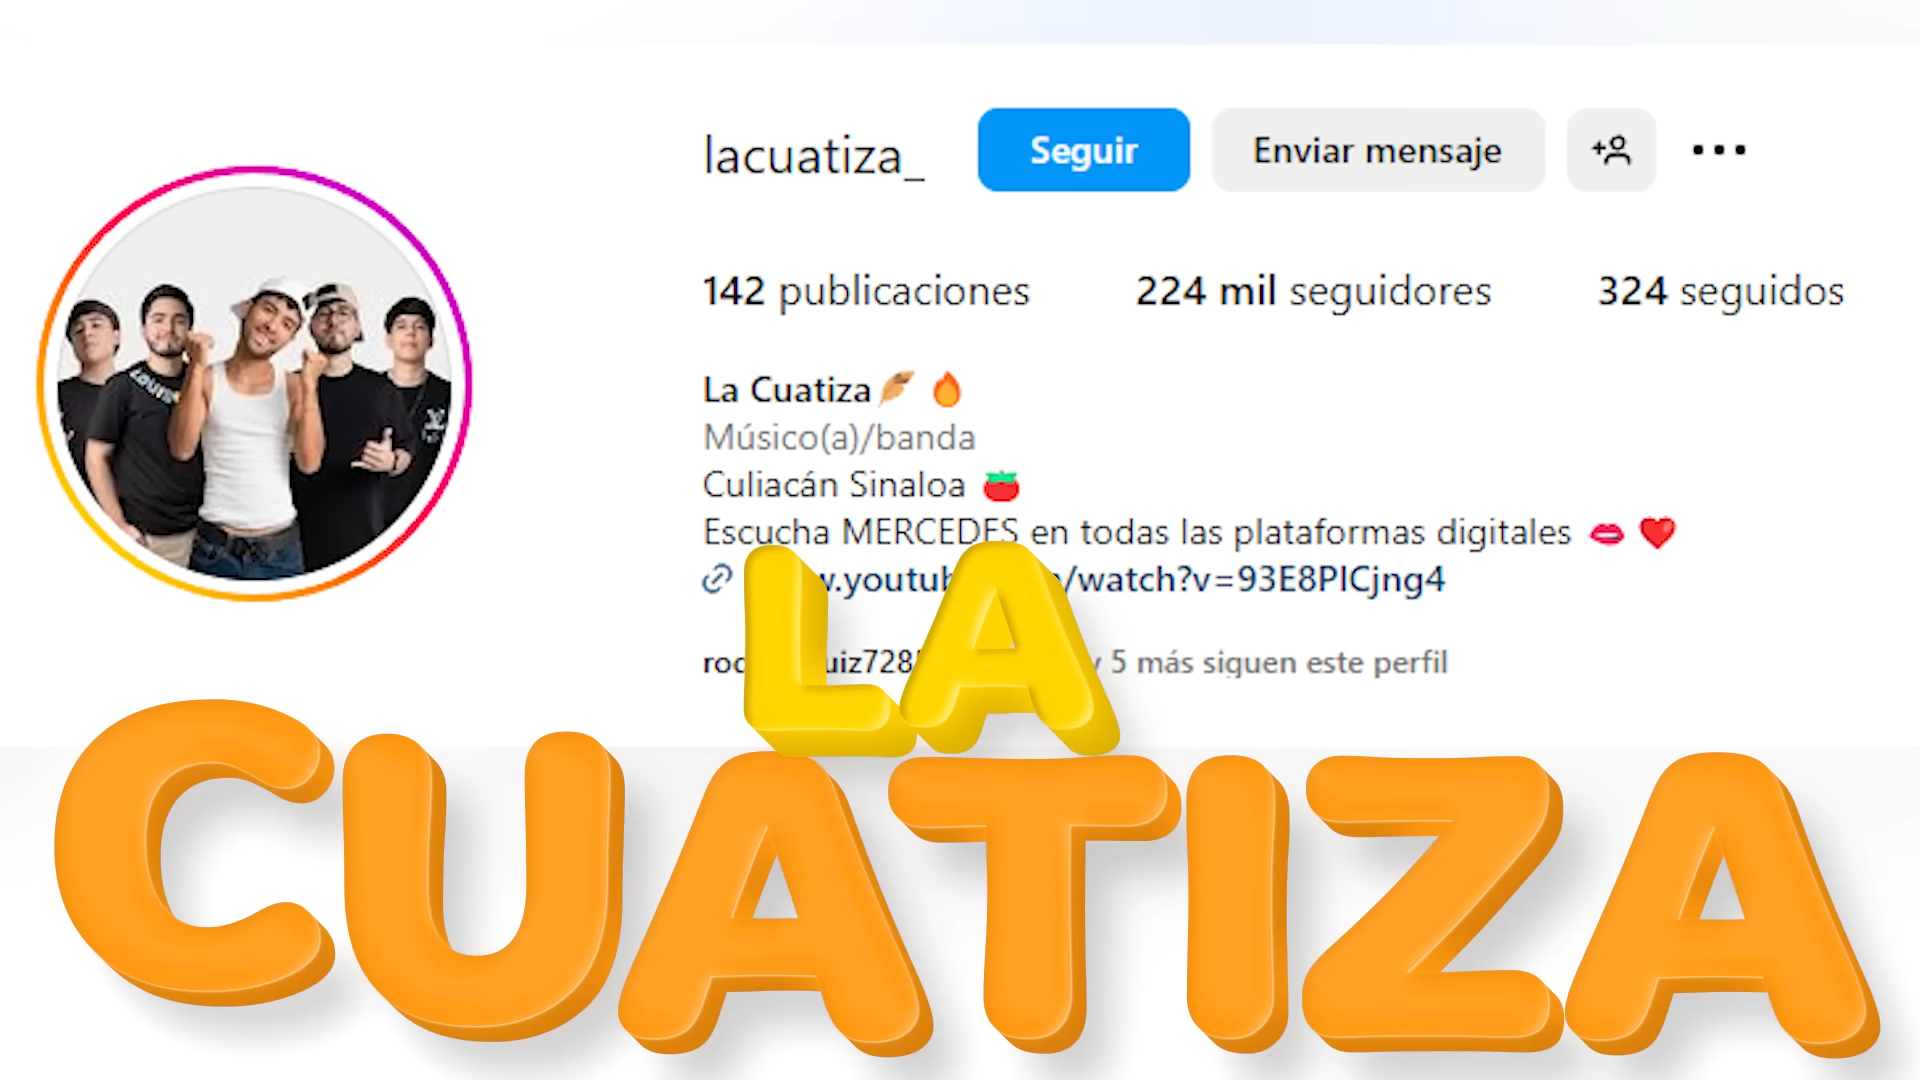 lacuatiza_ Seguir Enviar mensaje
142 publicaciones 224 mil seguidores 324 seguidos
La Cuatiza
Músico(a)/banda
Culiacán Sinaloa
Escucha MERCEDES en todas las plataformas digitales
/watch?v=93E8PlCjng4
y 5 más siguen este perfil
LA
CUATIZA